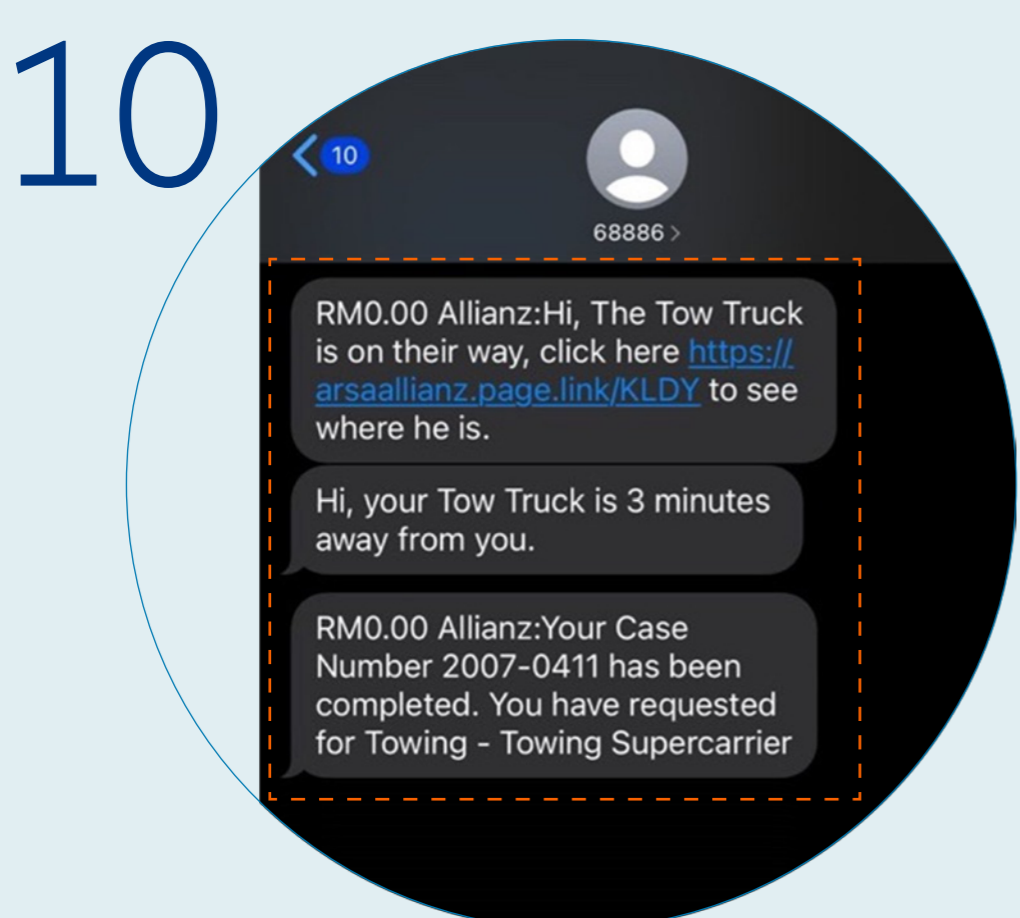 10
10
68886 >
RM0.00 Allianz:Hi, The Tow Truck
is on their way, click here https://
arsaallianz.page.link/KLDY to see
where he is.
Hi, your Tow Truck is 3 minutes
away from you.
RM0.00 Allianz:Your Case
Number 2007-0411 has been
completed. You have requested
for Towing - Towing Supercarrier